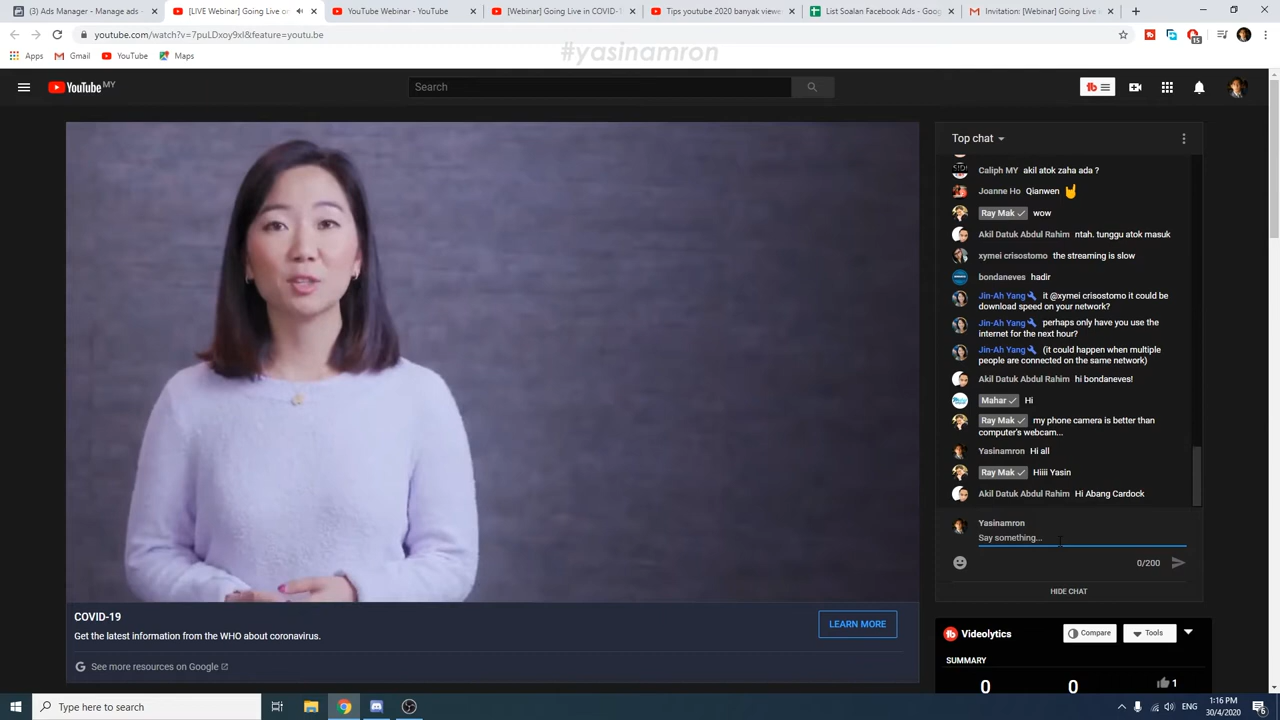 (3) Ads Manager - Manage ads -
[LIVE Webinar] Going Live on
YouTube Webinar - YouTube
[Webinar] Going Live in COVID-1
Tips youtube 2020 banyakan
List Soalan Facebook Ads - Goog
Invitation: [Webinar] Going Live
youtube.com/watch?v=7puLDxoy9xI&feature=youtu.be
15
Apps
Gmail
YouTube
Maps
#yasinamron
YouTube MY
Search
Top chat
Caliph MY akil atok zaha ada ?
Joanne Ho Qianwen
Ray Mak wow
Akil Datuk Abdul Rahim ntah. tunggu atok masuk
xymei crisostomo the streaming is slow
bondaneves hadir
Jin-Ah Yang it @xymei crisostomo it could be
download speed on your network?
Jin-Ah Yang perhaps only have you use the
internet for the next hour?
Jin-Ah Yang (it could happen when multiple
people are connected on the same network)
Akil Datuk Abdul Rahim hi bondaneves!
Mahar Hi
Ray Mak my phone camera is better than
computer's webcam...
Yasinamron Hi all
Ray Mak Hiiii Yasin
Akil Datuk Abdul Rahim Hi Abang Cardock
Yasinamron
Say something...
0/200
HIDE CHAT
COVID-19
Get the latest information from the WHO about coronavirus.
LEARN MORE
See more resources on Google
Videolytics
Compare
Tools
SUMMARY
0
0
1
Type here to search
ENG
1:16 PM
30/4/2020
6